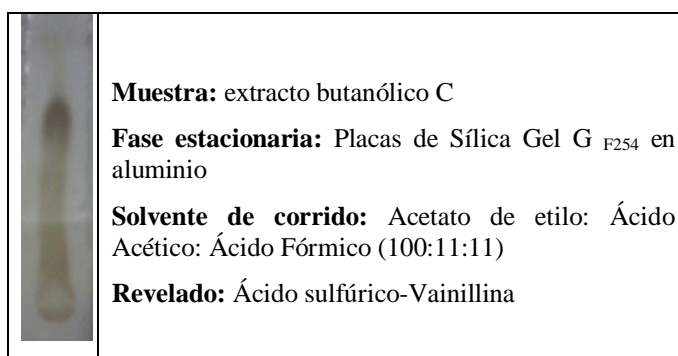 Muestra: extracto butanólico C
Fase estacionaria: Placas de Sílica Gel G F254 en
aluminio
Solvente de corrido: Acetato de etilo: Ácido
Acético: Ácido Fórmico (100:11:11)
Revelado: Ácido sulfúrico-Vainillina